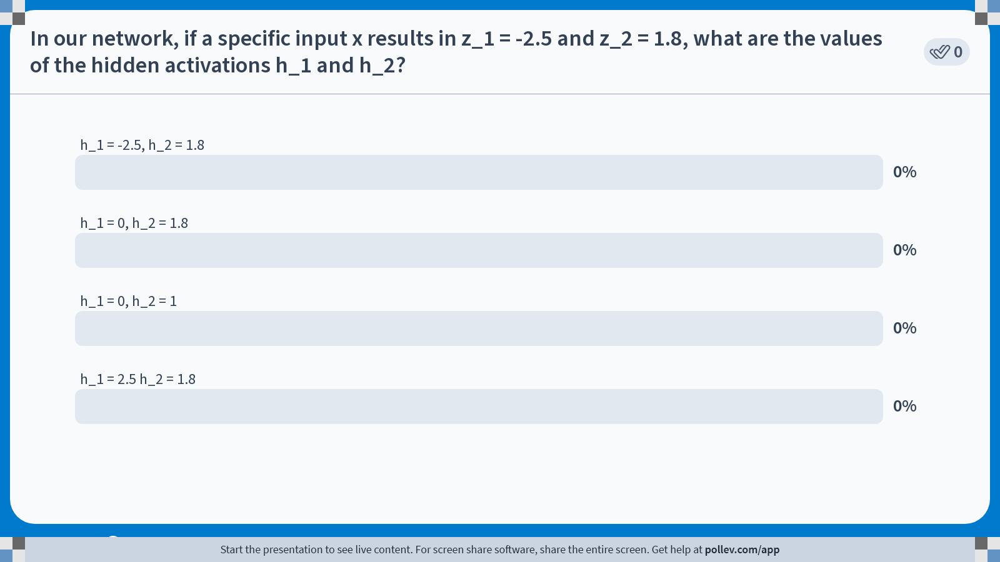 In our network, if a specific input x results in z_1 = -2.5 and z_2 = 1.8, what are the values
of the hidden activations h_1 and h_2?
0
h_1 = -2.5, h_2 = 1.8
0%
h_1 = 0, h_2 = 1.8
0%
h_1 = 0, h_2 = 1
0%
h_1 = 2.5 h_2 = 1.8
0%
Start the presentation to see live content. For screen share software, share the entire screen. Get help at pollev.com/app